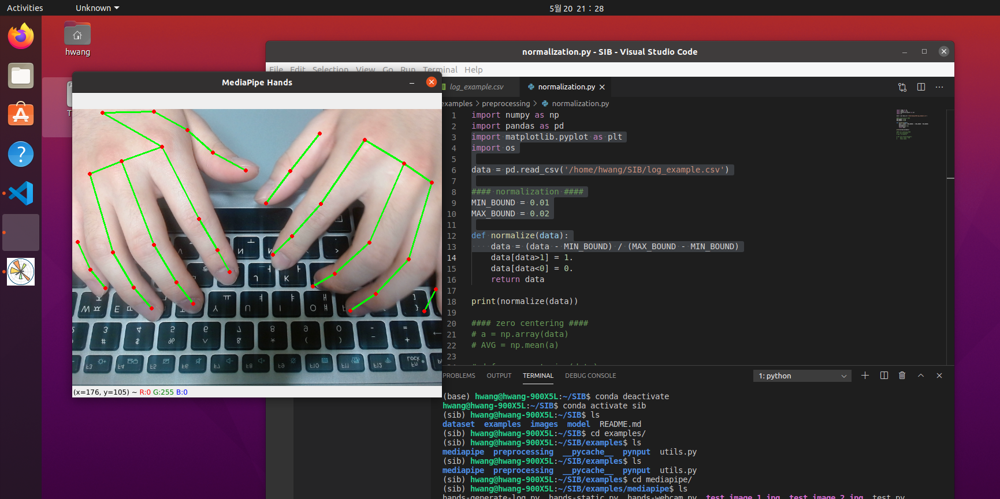 Activities
Unknown
5월 20 21 : 28
hwang
normalization.py - SIB - Visual Studio Code
File Edit Selection View Go Run Terminal Help
MediaPipe Hands
log_example.csv
normalization.py
examples > preprocessing > normalization.py
1 import numpy as np
2 import pandas as pd
3 import matplotlib.pyplot as plt
4 import os
5
6 data = pd.read_csv('/home/hwang/SIB/log_example.csv')
7
8 #### normalization ####
9 MIN_BOUND = 0.01
10 MAX_BOUND = 0.02
11
12 def normalize(data):
13 data = (data - MIN_BOUND) / (MAX_BOUND - MIN_BOUND)
14 data[data>1] = 1.
15 data[data<0] = 0.
16 return data
17
18 print(normalize(data))
19
20 #### zero centering ####
21 # a = np.array(data)
22 # AVG = np.mean(a)
23
(x=176, y=105) ~ R:0 G:255 B:0
PROBLEMS OUTPUT TERMINAL DEBUG CONSOLE
1: python
(base) hwang@hwang-900X5L:~/SIB$ conda deactivate
hwang@hwang-900X5L:~/SIB$ conda activate sib
(sib) hwang@hwang-900X5L:~/SIB$ ls
dataset examples images model README.md
(sib) hwang@hwang-900X5L:~/SIB$ cd examples/
(sib) hwang@hwang-900X5L:~/SIB/examples$ ls
mediapipe preprocessing __pycache__ pynput utils.py
(sib) hwang@hwang-900X5L:~/SIB/examples$ ls
mediapipe preprocessing __pycache__ pynput utils.py
(sib) hwang@hwang-900X5L:~/SIB/examples$ cd mediapipe/
(sib) hwang@hwang-900X5L:~/SIB/examples/mediapipe$ ls
hands-generate-log.py hands-static.py hands-webcam.py test_image_1.jpg test_image_2.jpg test.py